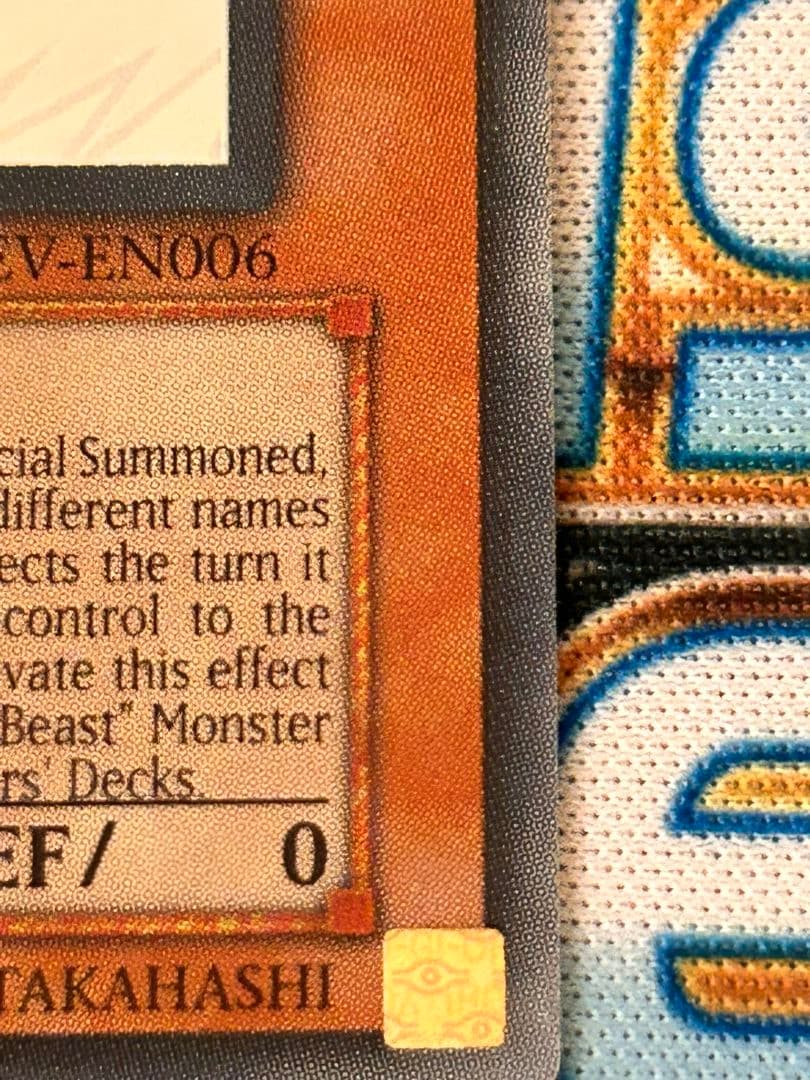 EV-EN006
cial Summoned,
different names
ects the turn it
control to the
vate this effect
Beast" Monster
rs' Decks.
EF/ 0
TAKAHASHI